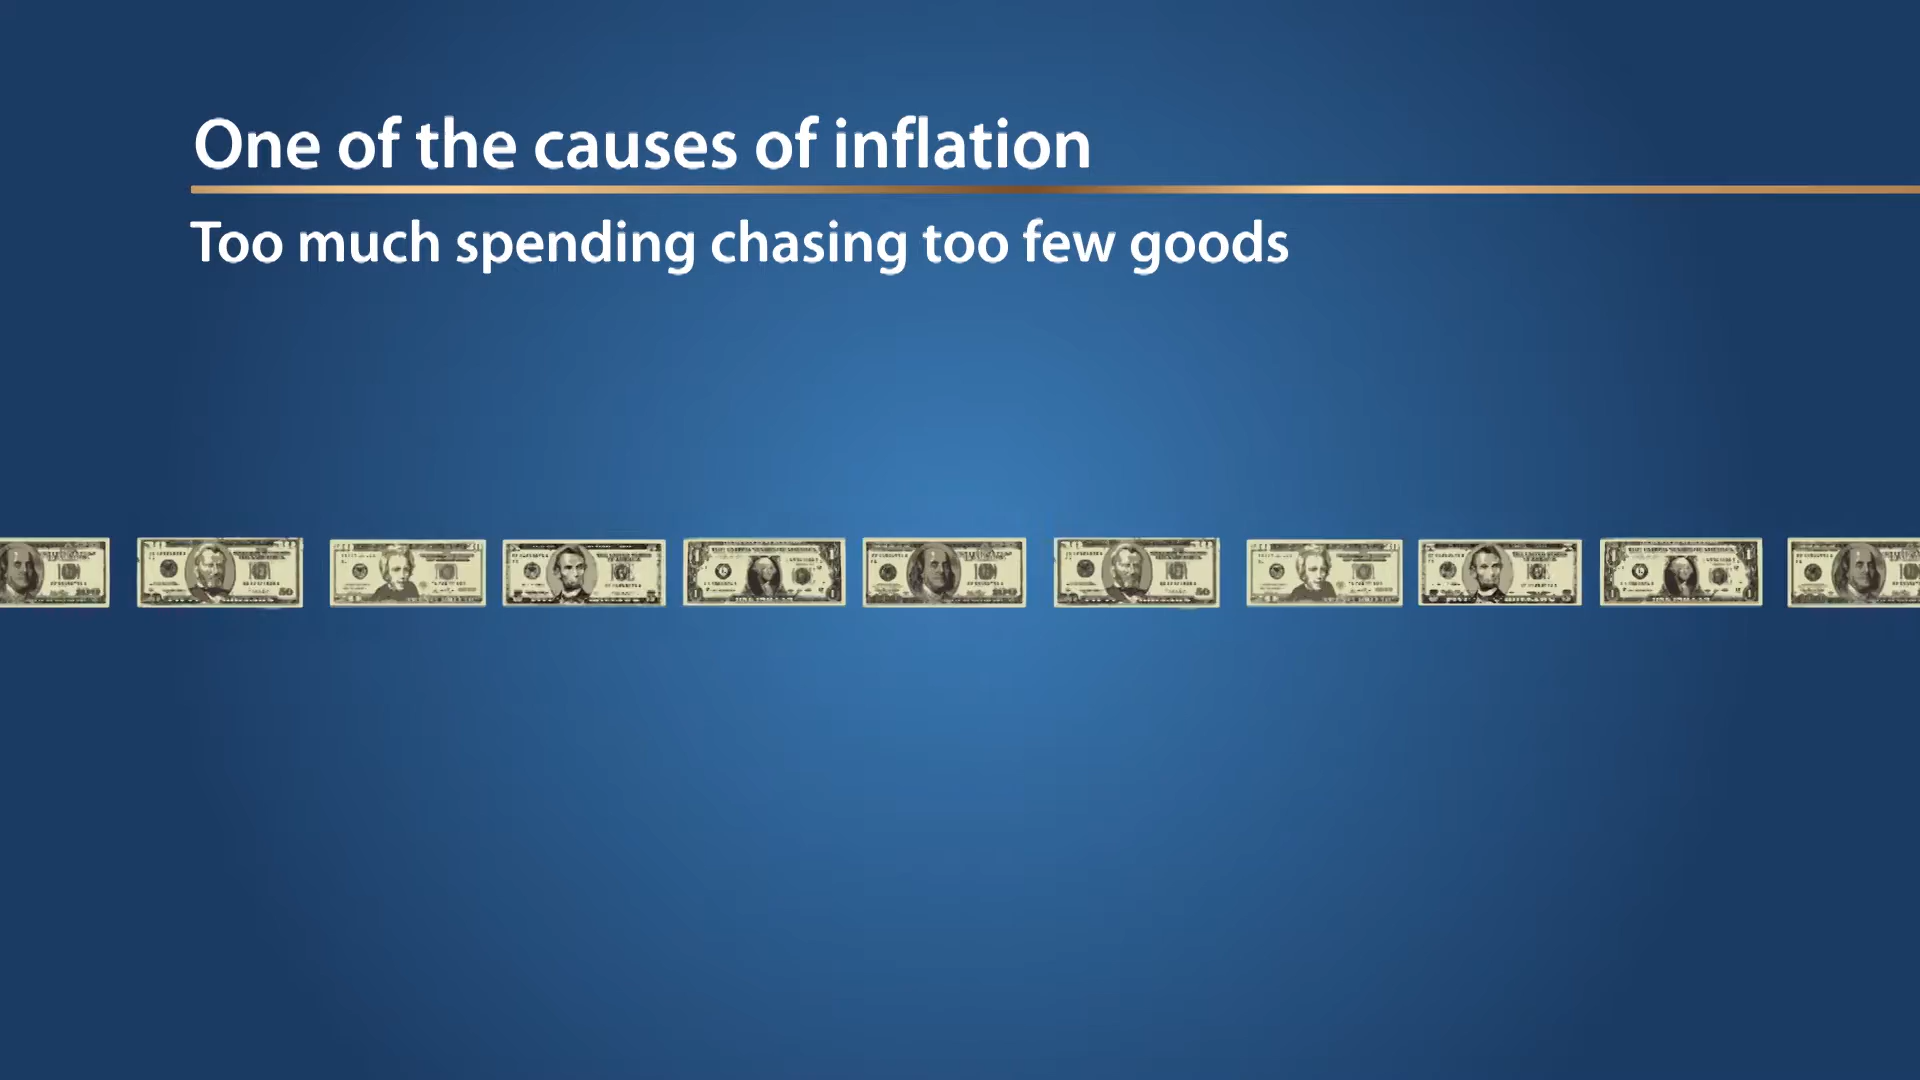 One of the causes of inflation
Too much spending chasing too few goods